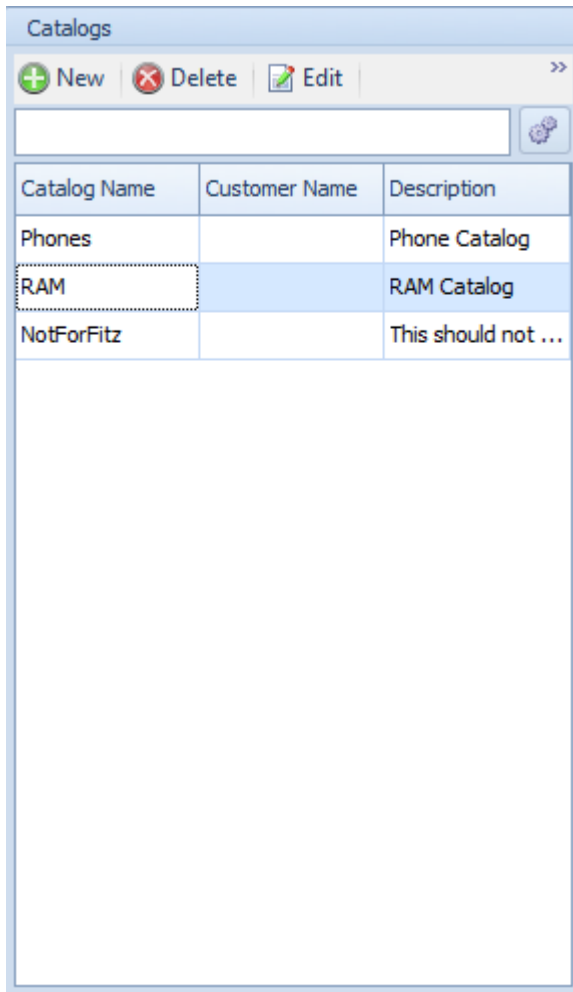 Catalogs
New Delete Edit »
Catalog Name Customer Name Description
Phones Phone Catalog
RAM RAM Catalog
NotForFitz This should not ...